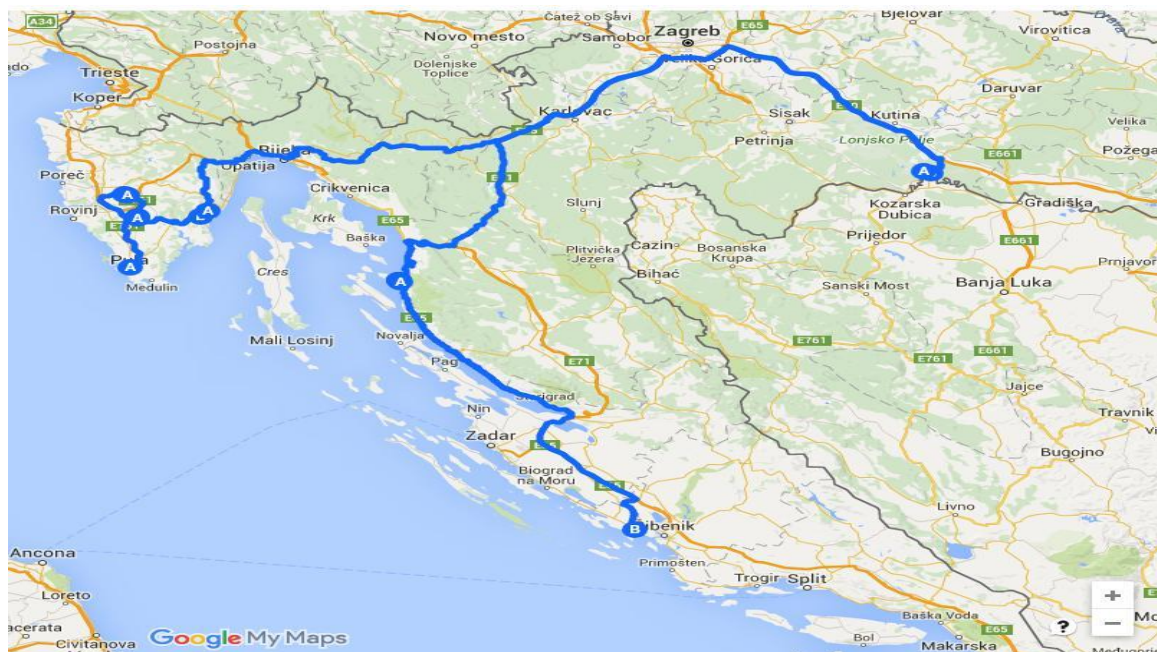 A34
Postojna
Novo mesto
Čatež ob Savi
Samobor
Zagreb
E65
Bjelovar
Virovitica
Dolenjske
Toplice
Velika Gorica
Trieste
Koper
Karlovac
Sisak
Petrinja
Kutina
Daruvar
Velika
Lonjsko Polje
Požega
E661
Rijeka
Opatija
Crikvenica
Poreč
Rovinj
A
A
A
A
A
A
Kozarska
Dubica
Gradiška
Krk
E65
Slunj
Baška
Cres
Plitvička
Jezera
Cazin
Bosanska
Krupa
Prijedor
E661
Prnjavor
Bihać
Sanski Most
Banja Luka
Medulin
Mali Losinj
Novalja
Pag
E71
E761
E761
E661
Jajce
Travnik
Starigrad
Nin
Zadar
Biograd
na Moru
Bugojno
B
Šibenik
Livno
Primošten
Trogir
Split
Ancona
Loreto
Civitanova
Baška Voda
E65
Makarska
Bol
Google My Maps
+
?
−